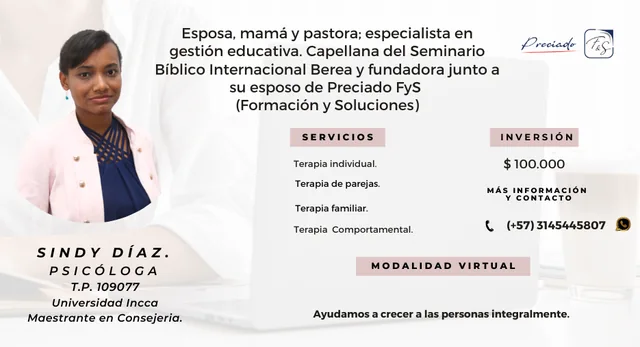 Esposa, mamá y pastora; especialista en
gestión educativa. Capellana del Seminario
Bíblico Internacional Berea y fundadora junto a
su esposo de Preciado FyS
(Formación y Soluciones)
Preciado
F&S
SERVICIOS
Terapia individual.
Terapia de parejas.
Terapia familiar.
Terapia Comportamental.
INVERSIÓN
$ 100.000
MÁS INFORMACIÓN
Y CONTACTO
(+57) 3145445807
MODALIDAD VIRTUAL
SINDY DÍAZ.
PSICÓLOGA
T.P. 109077
Universidad Incca
Maestrante en Consejeria.
Ayudamos a crecer a las personas integralmente.